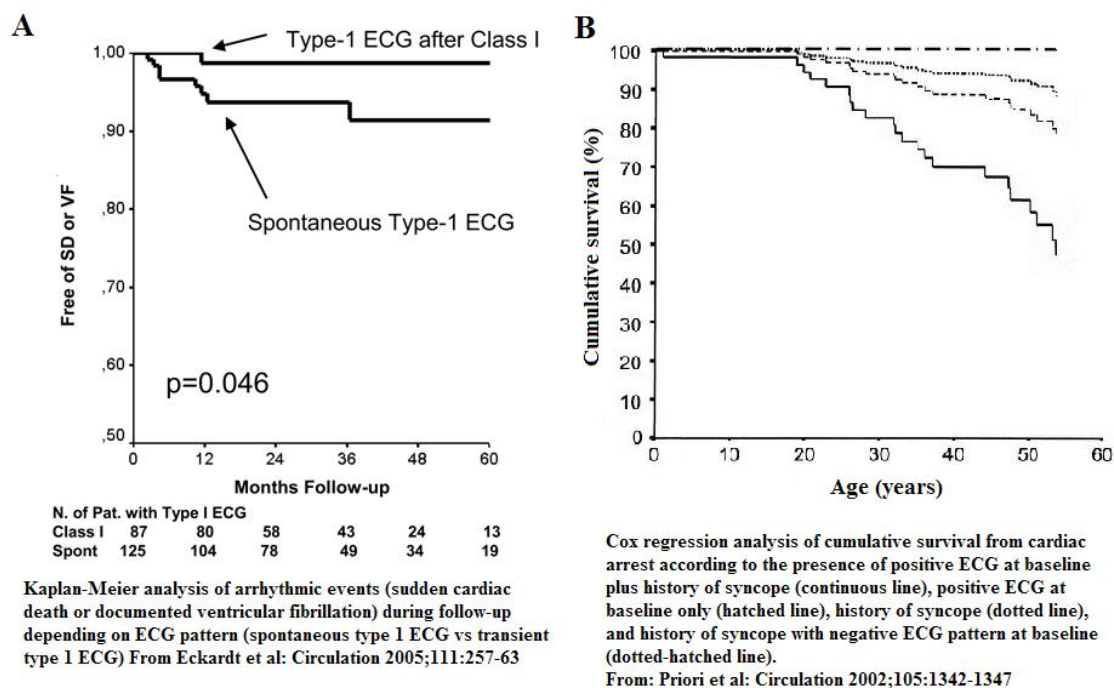 A
Type-1 ECG after Class I
1,00
,90
,80
,70
,60
,50
Free of SD or VF
Spontaneous Type-1 ECG
p=0.046
0 12 24 36 48 60
Months Follow-up
N. of Pat. with Type I ECG
Class I 87 80 58 43 24 13
Spont 125 104 78 49 34 19
Kaplan-Meier analysis of arrhythmic events (sudden cardiac
death or documented ventricular fibrillation) during follow-up
depending on ECG pattern (spontaneous type 1 ECG vs transient
type 1 ECG) From Eckardt et al: Circulation 2005;111:257-63
B
100
90
80
70
60
50
40
30
20
10
0
Cumulative survival (%)
0 10 20 30 40 50 60
Age (years)
Cox regression analysis of cumulative survival from cardiac
arrest according to the presence of positive ECG at baseline
plus history of syncope (continuous line), positive ECG at
baseline only (hatched line), history of syncope (dotted line),
and history of syncope with negative ECG pattern at baseline
(dotted-hatched line).
From: Priori et al: Circulation 2002;105:1342-1347